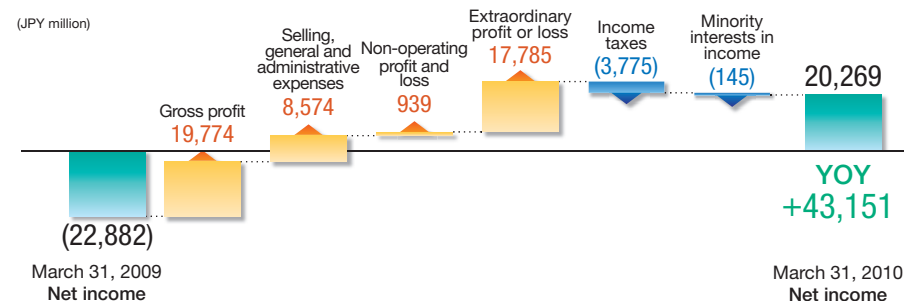 (JPY million)
Gross profit
19,774
Selling,
general and
administrative
expenses
8,574
Non-operating
profit and
loss
939
Extraordinary
profit or loss
17,785
Income
taxes
(3,775)
Minority
interests in
income
(145)
20,269
YOY
+43,151
(22,882)
March 31, 2009
Net income
March 31, 2010
Net income